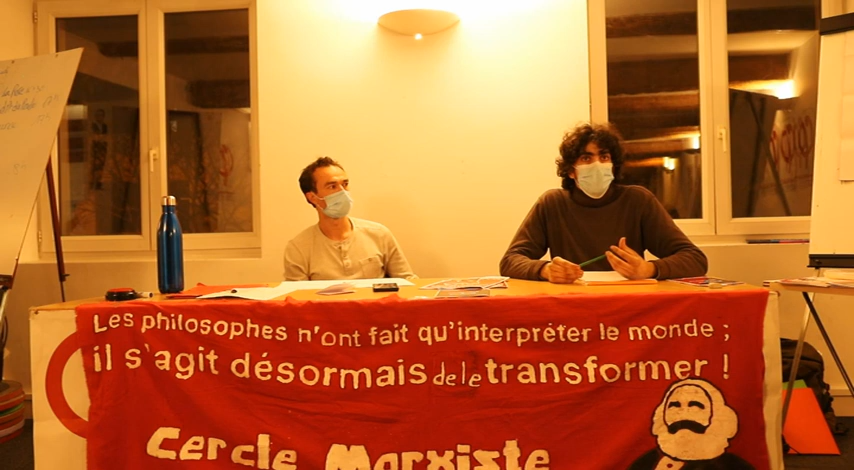 Les philosophes n'ont fait qu'interpréter le monde ;
il s'agit désormais de le transformer !
Cercle Marxiste